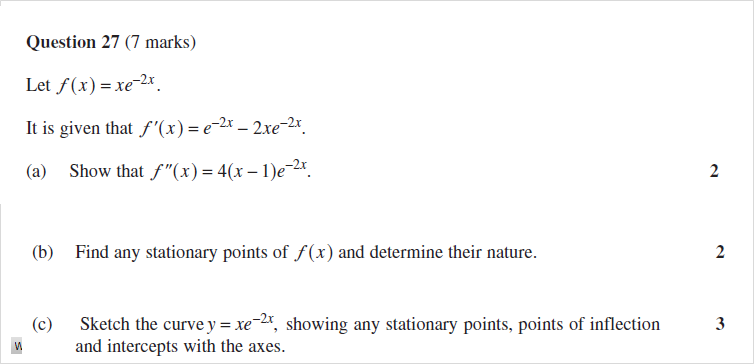 Question 27 (7 marks)
Let f(x) = xe⁻²ˣ.
It is given that f′(x) = e⁻²ˣ – 2xe⁻²ˣ.
(a) Show that f″(x) = 4(x – 1)e⁻²ˣ. 2
(b) Find any stationary points of f(x) and determine their nature. 2
(c) Sketch the curve y = xe⁻²ˣ, showing any stationary points, points of inflection 3
and intercepts with the axes.